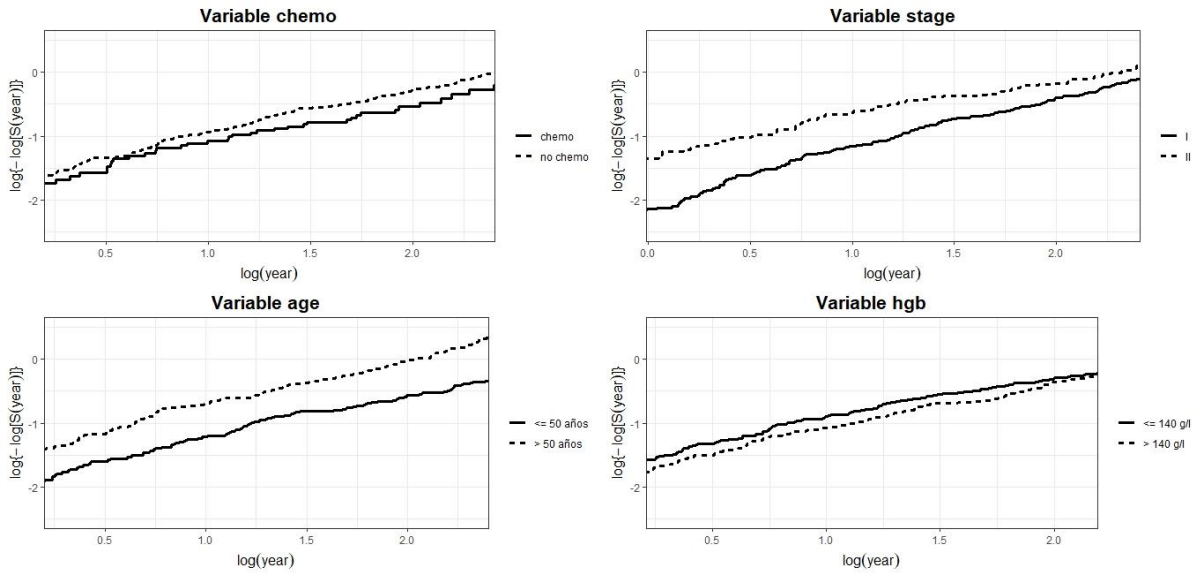 Variable chemo
log{− log[S(year)]}
0
-1
-2
0.5
1.0
1.5
2.0
log(year)
chemo
no chemo
Variable stage
log{− log[S(year)]}
0
-1
-2
0.0
0.5
1.0
1.5
2.0
log(year)
I
II
Variable age
log{− log[S(year)]}
0
-1
-2
0.5
1.0
1.5
2.0
log(year)
<= 50 años
> 50 años
Variable hgb
log{− log[S(year)]}
0
-1
-2
0.5
1.0
1.5
2.0
log(year)
<= 140 g/l
> 140 g/l